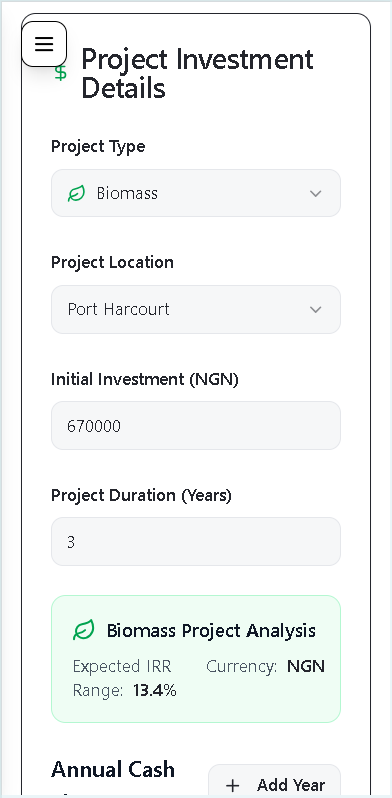 Project Investment
Details
Project Type
Biomass
Project Location
Port Harcourt
Initial Investment (NGN)
670000
Project Duration (Years)
3
Biomass Project Analysis
Expected IRR Currency: NGN
Range: 13.4%
Annual Cash
+ Add Year